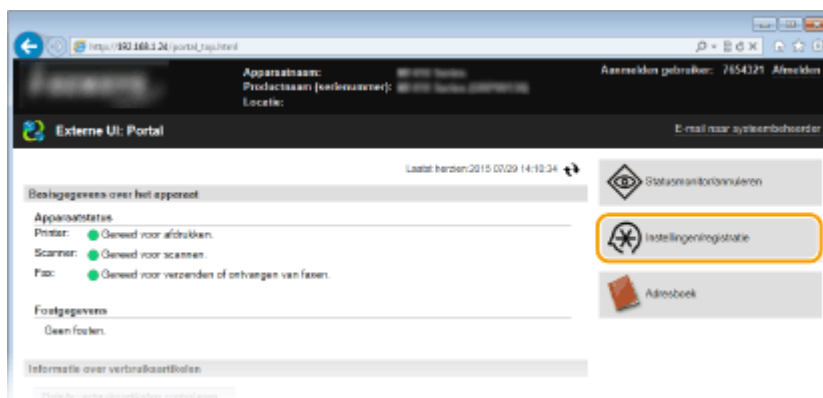 http://192.168.1.24/portal_top.html
Apparaatnaam:
Productnaam (serienummer):
Locatie:
Aanmelden gebruiker: 7654321 Afmelden
Externe UI: Portal
E-mail naar systeembeheerder
Laatst herzien:2015 07/29 14:10:34
Basisgegevens over het apparaat
Apparaatstatus
Printer: Gereed voor afdrukken.
Scanner: Gereed voor scannen.
Fax: Gereed voor verzenden of ontvangen van faxen.
Foutgegevens
Geen fouten.
Informatie over verbruiksartikelen
Statusmonitor/annuleren
Instellingen/registratie
Adresboek